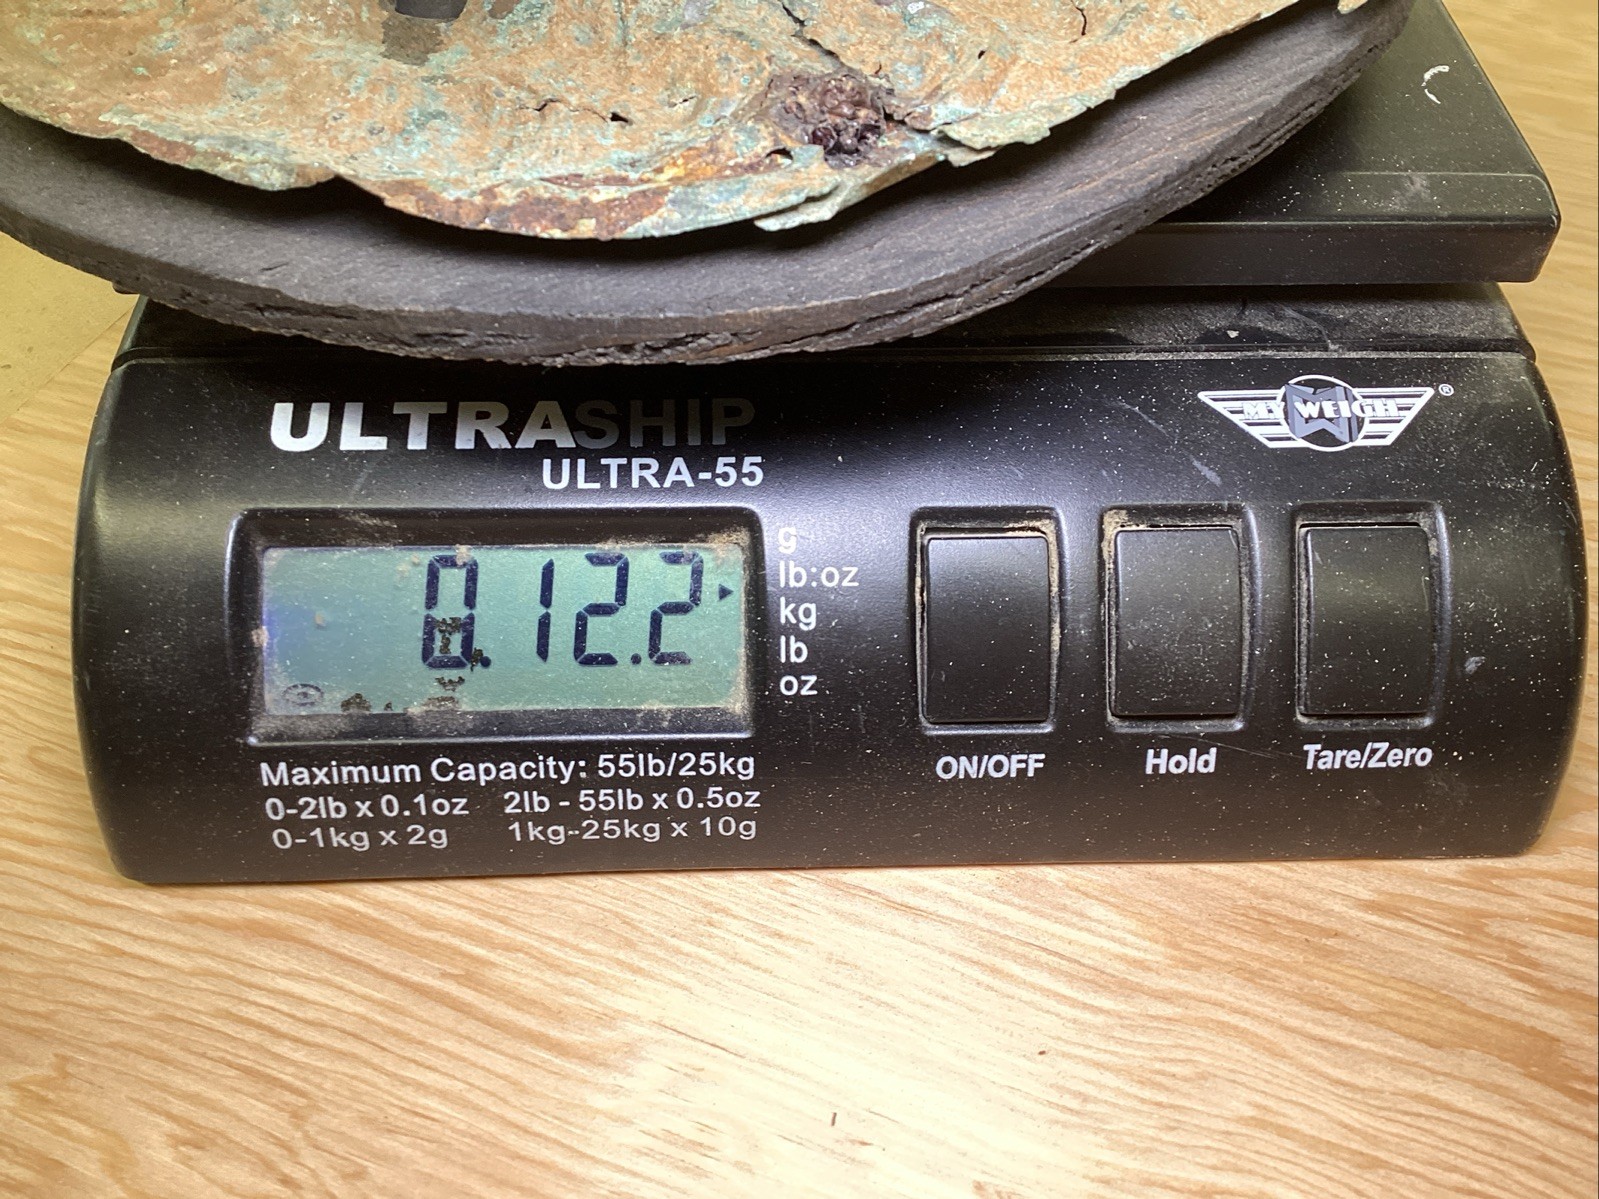 ULTRASHIP
ULTRA-55
MY WEIGH ®
0.12.2
g
lb:oz
kg
lb
oz
ON/OFF
Hold
Tare/Zero
Maximum Capacity: 55lb/25kg
0-2lb x 0.1oz 2lb - 55lb x 0.5oz
0-1kg x 2g 1kg-25kg x 10g